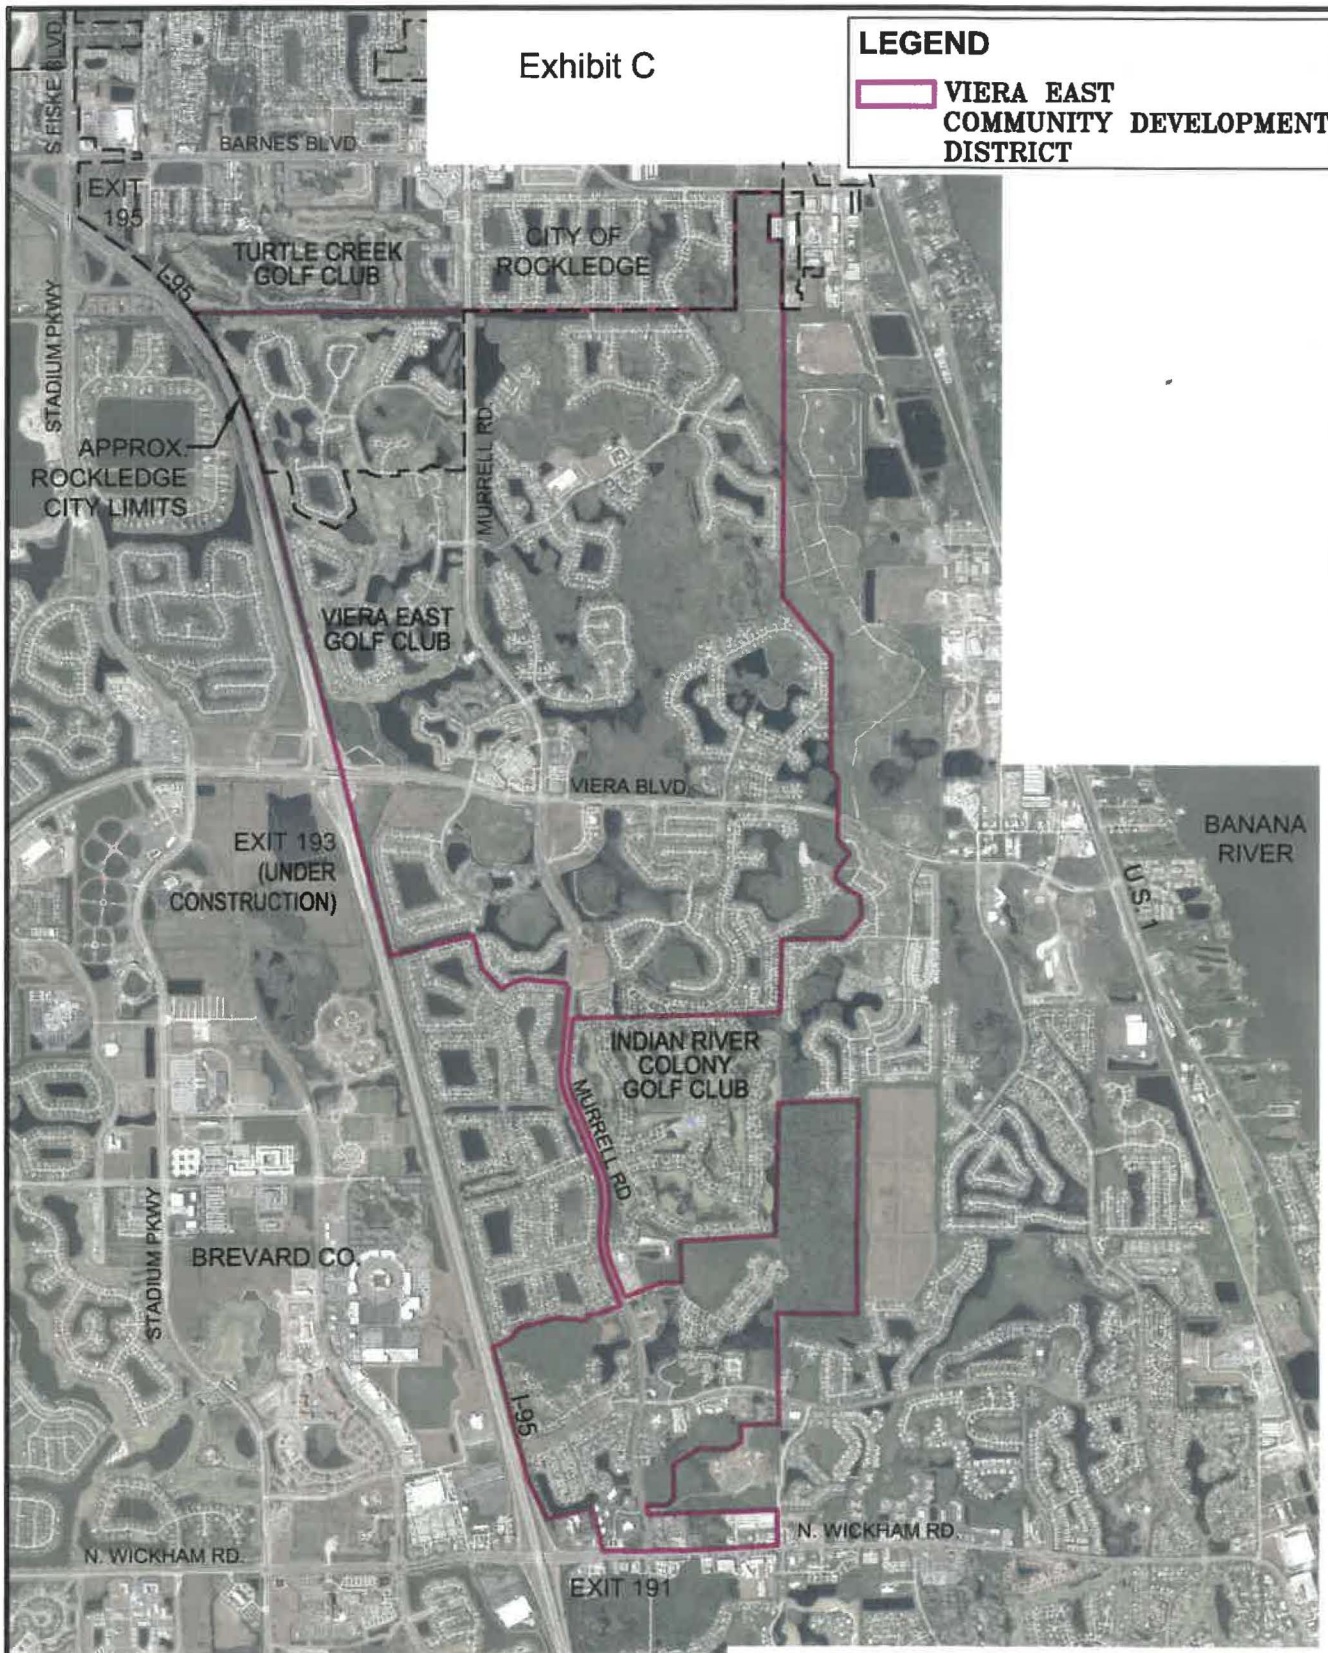 Exhibit C
LEGEND
VIERA EAST
COMMUNITY DEVELOPMENT
DISTRICT
S FISKE BLVD.
BARNES BLVD.
EXIT
195
TURTLE CREEK
GOLF CLUB
CITY OF
ROCKLEDGE
I-95
STADIUM PKWY
MURRELL RD.
APPROX.
ROCKLEDGE
CITY LIMITS
VIERA EAST
GOLF CLUB
VIERA BLVD.
EXIT 193
(UNDER
CONSTRUCTION)
BANANA
RIVER
U.S. 1
INDIAN RIVER
COLONY
GOLF CLUB
MURRELL RD.
STADIUM PKWY
BREVARD CO.
I-95
N. WICKHAM RD.
N. WICKHAM RD.
EXIT 191